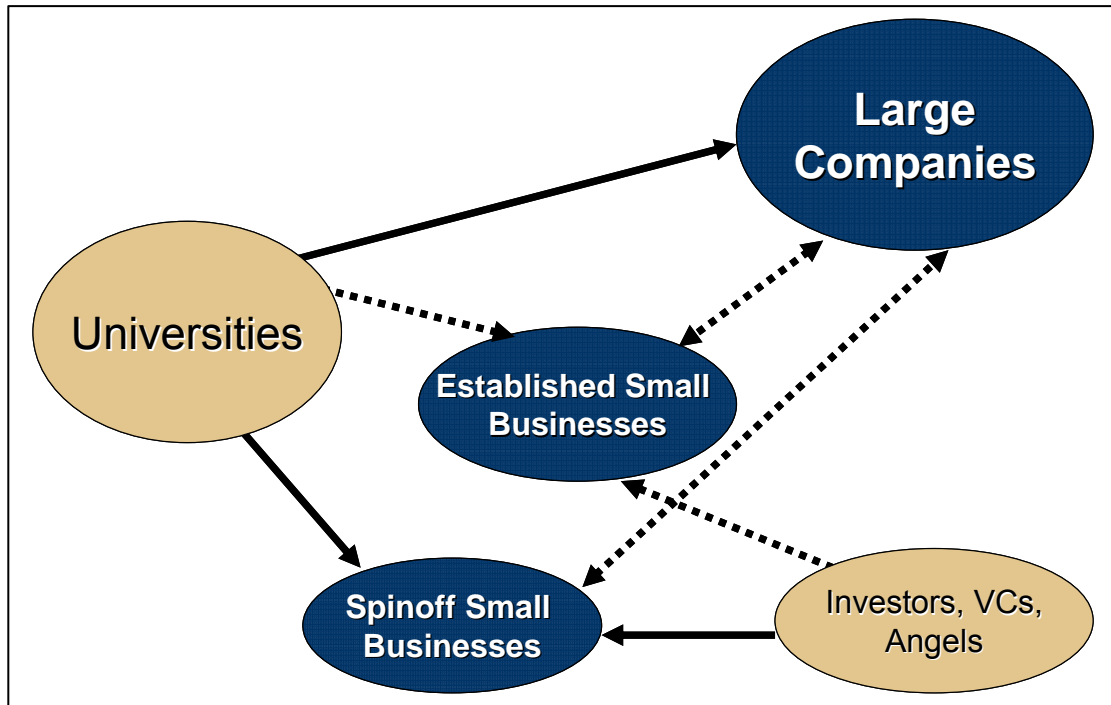 Large
Companies
Universities
Established Small
Businesses
Spinoff Small
Businesses
Investors, VCs,
Angels